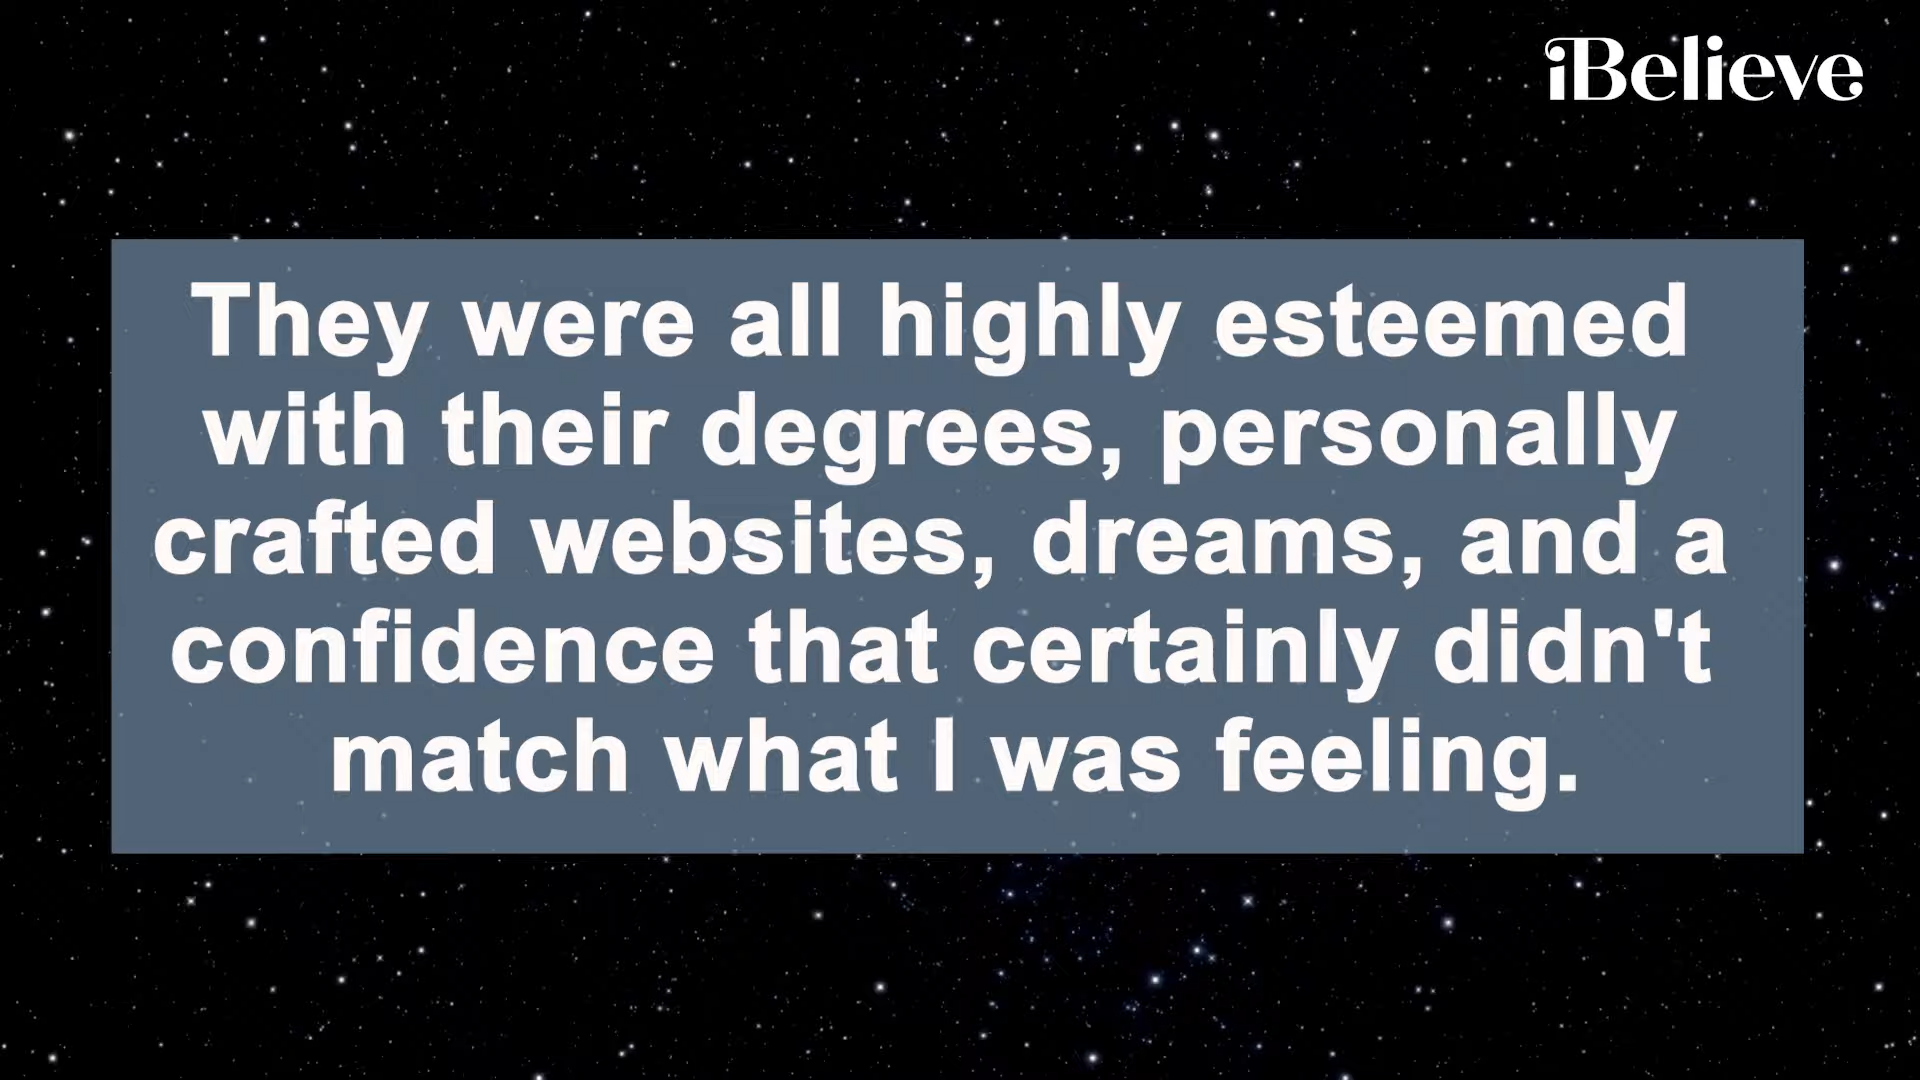 iBelieve
They were all highly esteemed
with their degrees, personally
crafted websites, dreams, and a
confidence that certainly didn't
match what I was feeling.